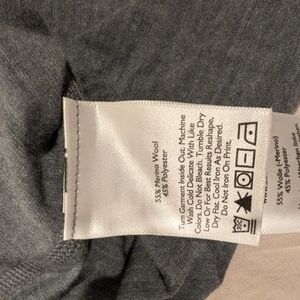 55% Merino Wool
45% Polyester
Turn Garment Inside Out. Machine
Wash Cold Delicate With Like
Colors. Do Not Bleach. Tumble Dry
Low Or For Best Results Reshape,
Dry Flat. Cool Iron As Desired.
Do Not Iron On Print.
55% Wolle (-Merino)
45% Polyester